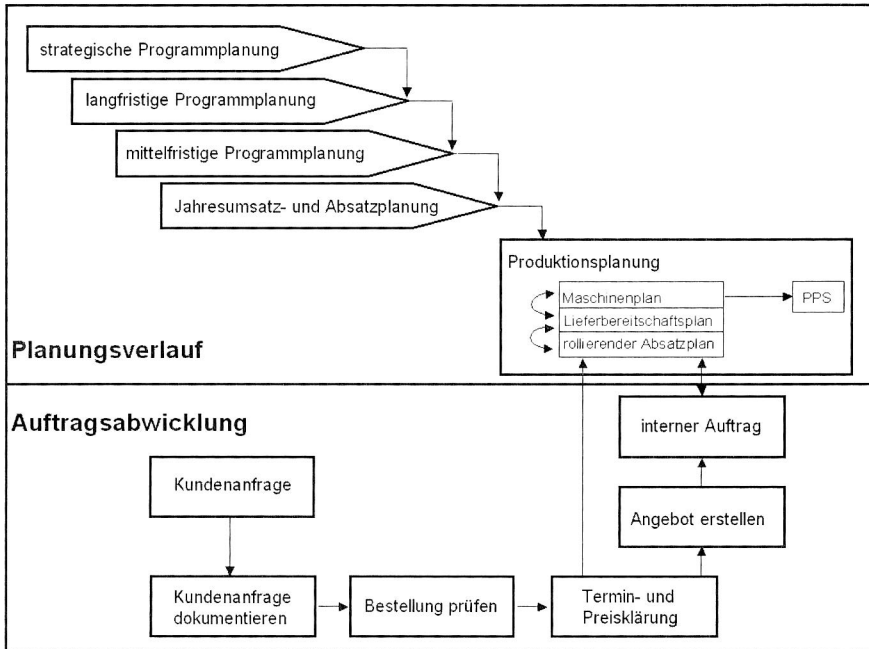 strategische Programmplanung
langfristige Programmplanung
mittelfristige Programmplanung
Jahresumsatz- und Absatzplanung
Produktionsplanung
Maschinenplan
PPS
Lieferbereitschaftsplan
rollierender Absatzplan
Planungsverlauf
Auftragsabwicklung
interner Auftrag
Kundenanfrage
Angebot erstellen
Kundenanfrage
dokumentieren
Bestellung prüfen
Termin- und
Preisklärung